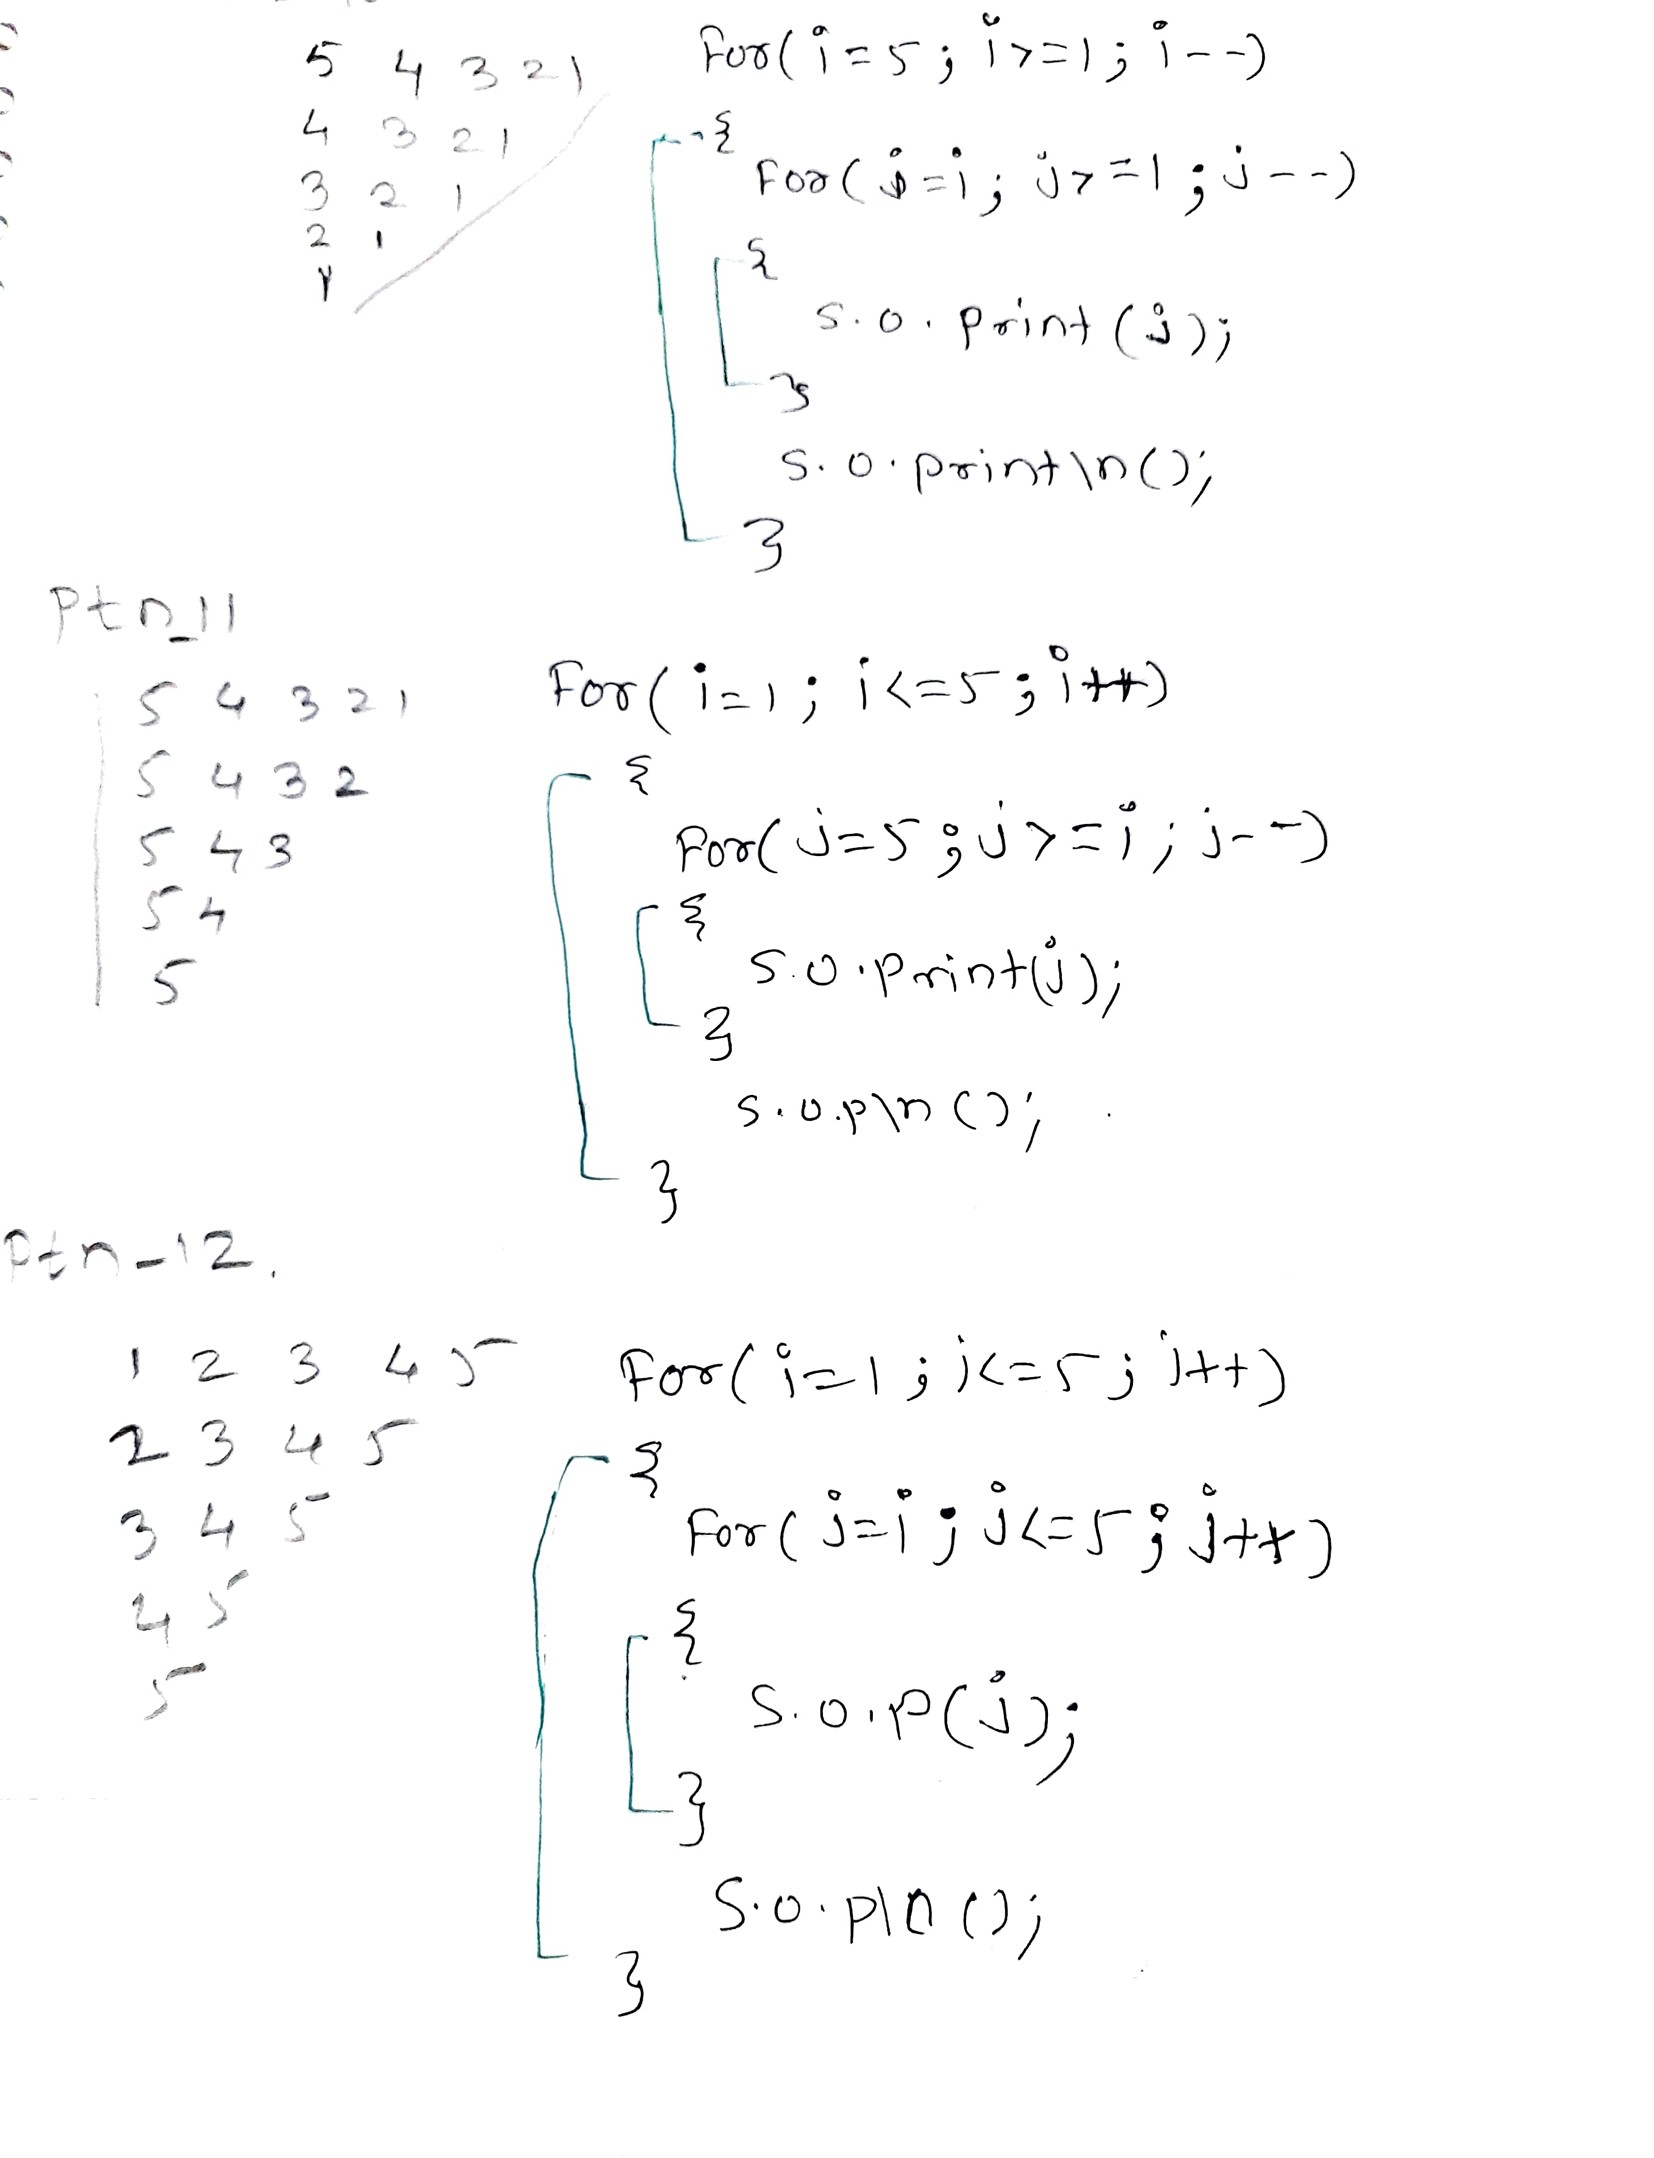 5 4 3 2 1
4 3 2 1
3 2 1
2 1
1
For(i=5; i>=1; i--)
{
For(j=i; j>=1; j--)
{
S.O.print(j);
}
S.O.println();
}
Ptn_11
5 4 3 2 1
5 4 3 2
5 4 3
5 4
5
For(i=1; i<=5; i++)
{
For(j=5; j>=i; j--)
{
S.O.print(j);
}
S.O.pln();
}
Ptn-12.
1 2 3 4 5
2 3 4 5
3 4 5
4 5
5
For(i=1; i<=5; i++)
{
For(j=i; j<=5; j++)
{
S.O.P(j);
}
S.O.pln();
}